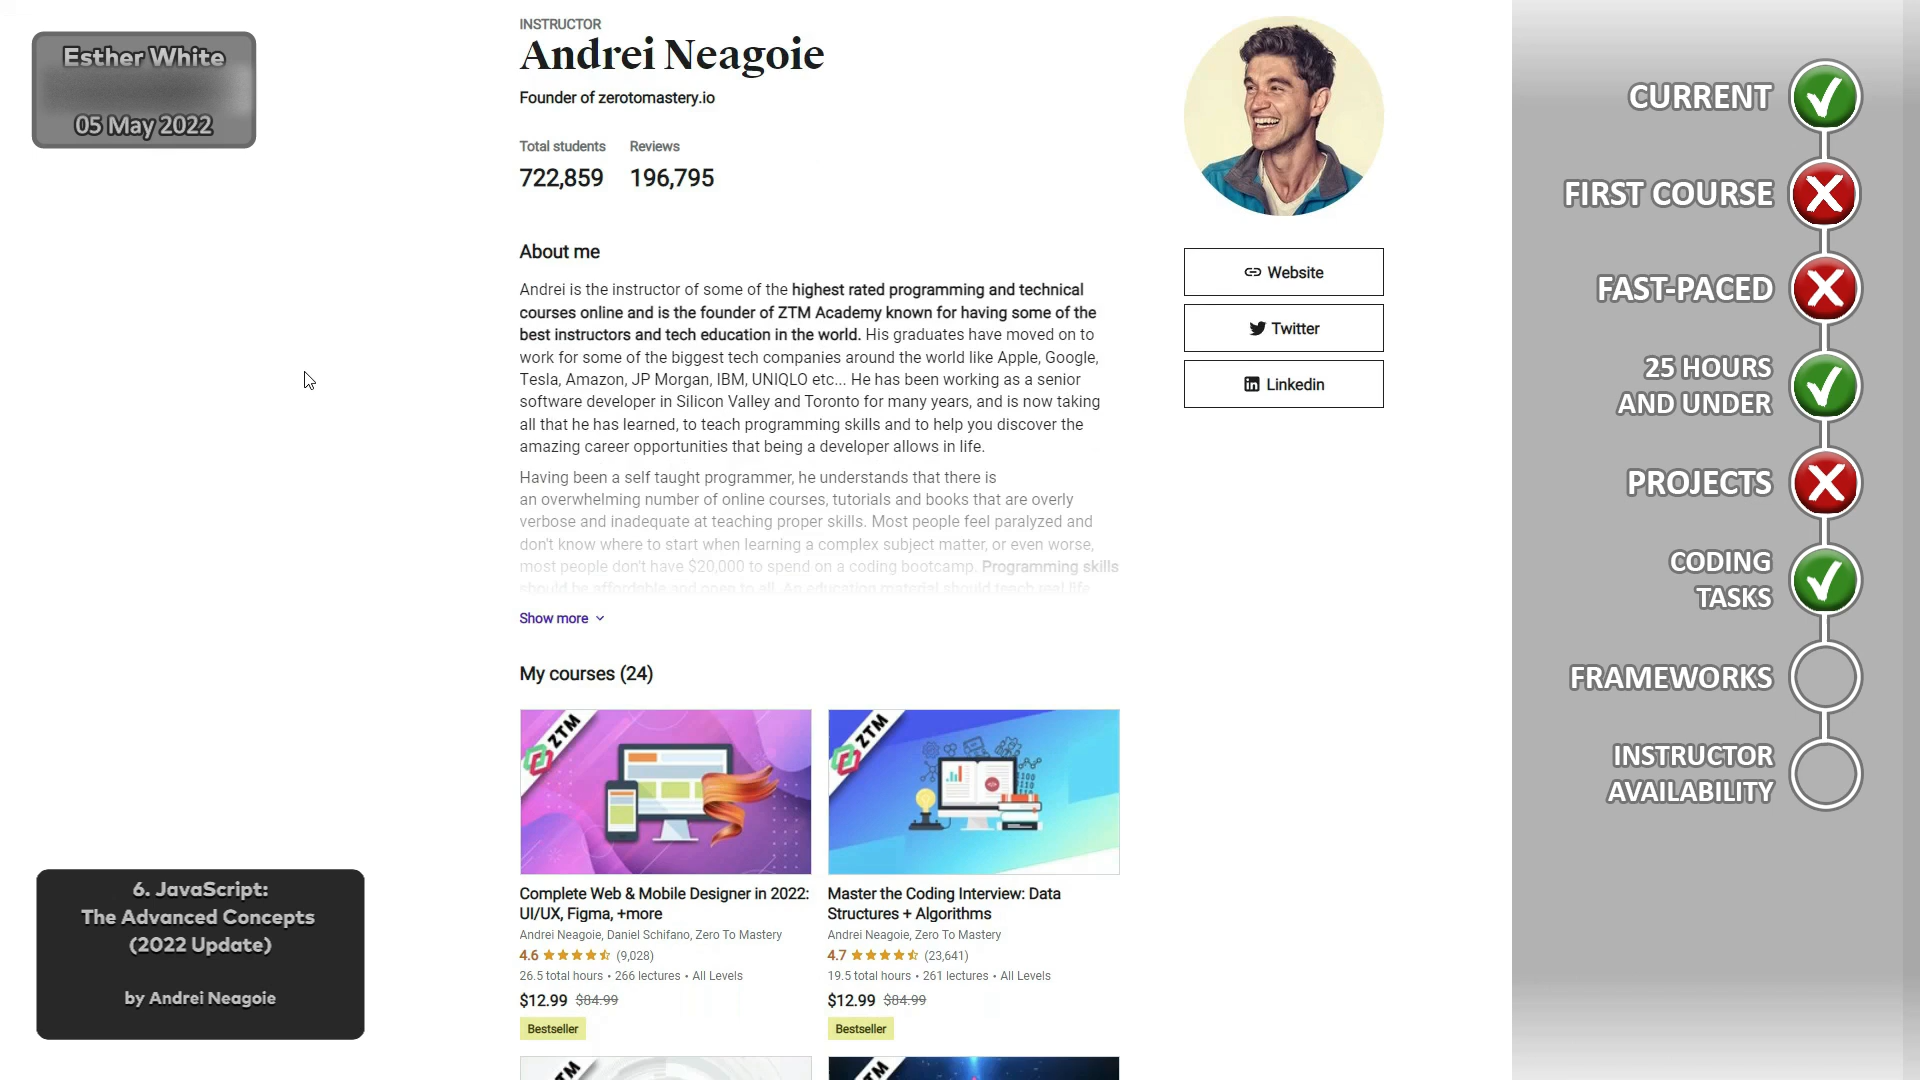 Esther White
05 May 2022
INSTRUCTOR
Andrei Neagoie
Founder of zerotomastery.io
Total students Reviews
722,859 196,795
About me
Andrei is the instructor of some of the highest rated programming and technical
courses online and is the founder of ZTM Academy known for having some of the
best instructors and tech education in the world. His graduates have moved on to
work for some of the biggest tech companies around the world like Apple, Google,
Tesla, Amazon, JP Morgan, IBM, UNIQLO etc... He has been working as a senior
software developer in Silicon Valley and Toronto for many years, and is now taking
all that he has learned, to teach programming skills and to help you discover the
amazing career opportunities that being a developer allows in life.
Having been a self taught programmer, he understands that there is
an overwhelming number of online courses, tutorials and books that are overly
verbose and inadequate at teaching proper skills. Most people feel paralyzed and
don't know where to start when learning a complex subject matter, or even worse,
most people don't have $20,000 to spend on a coding bootcamp. Programming skills
should be affordable and open to all. An education material should teach real life
Show more
Website
Twitter
Linkedin
My courses (24)
ZTM
ZTM
Complete Web & Mobile Designer in 2022:
UI/UX, Figma, +more
Andrei Neagoie, Daniel Schifano, Zero To Mastery
4.6 (9,028)
26.5 total hours • 266 lectures • All Levels
$12.99 $84.99
Bestseller
Master the Coding Interview: Data
Structures + Algorithms
Andrei Neagoie, Zero To Mastery
4.7 (23,641)
19.5 total hours • 261 lectures • All Levels
$12.99 $84.99
Bestseller
6. JavaScript:
The Advanced Concepts
(2022 Update)
by Andrei Neagoie
CURRENT
FIRST COURSE
FAST-PACED
25 HOURS
AND UNDER
PROJECTS
CODING
TASKS
FRAMEWORKS
INSTRUCTOR
AVAILABILITY